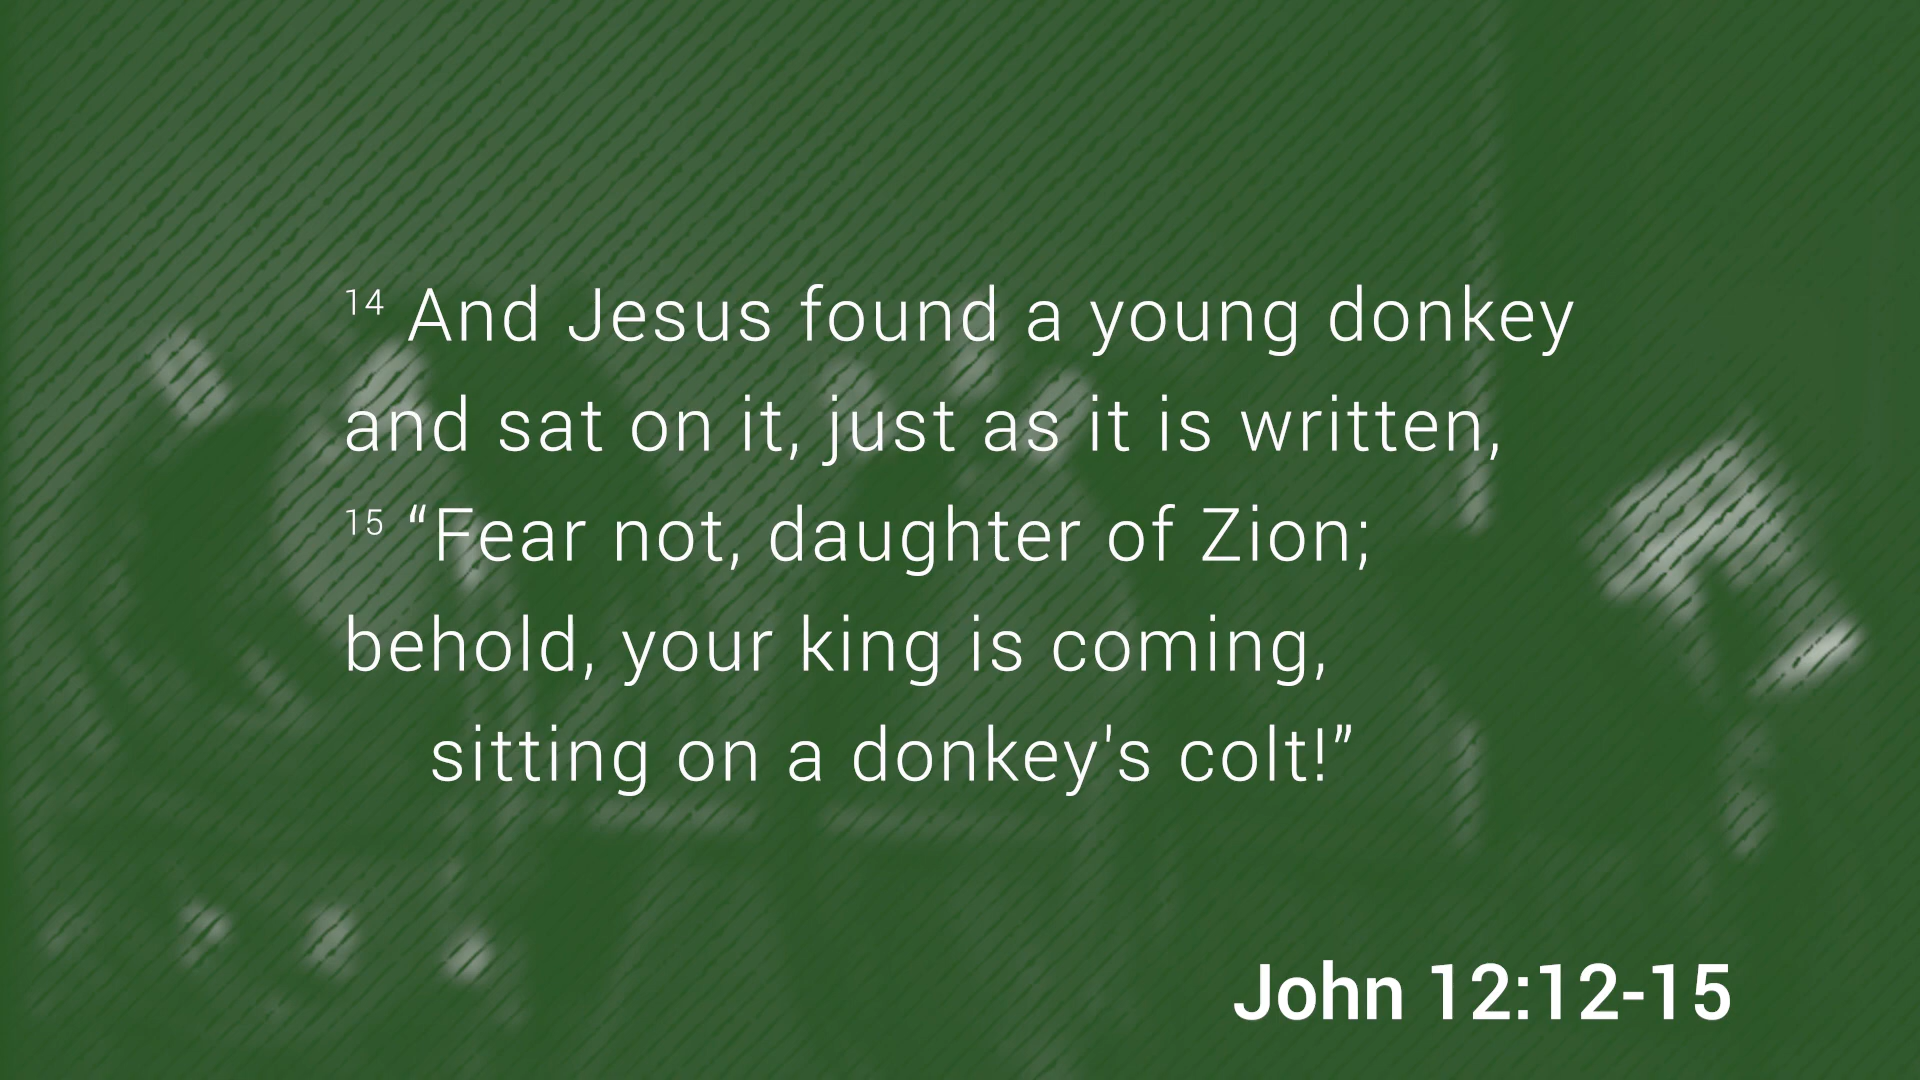 14 And Jesus found a young donkey
and sat on it, just as it is written,
15 “Fear not, daughter of Zion;
behold, your king is coming,
sitting on a donkey's colt!”
John 12:12-15